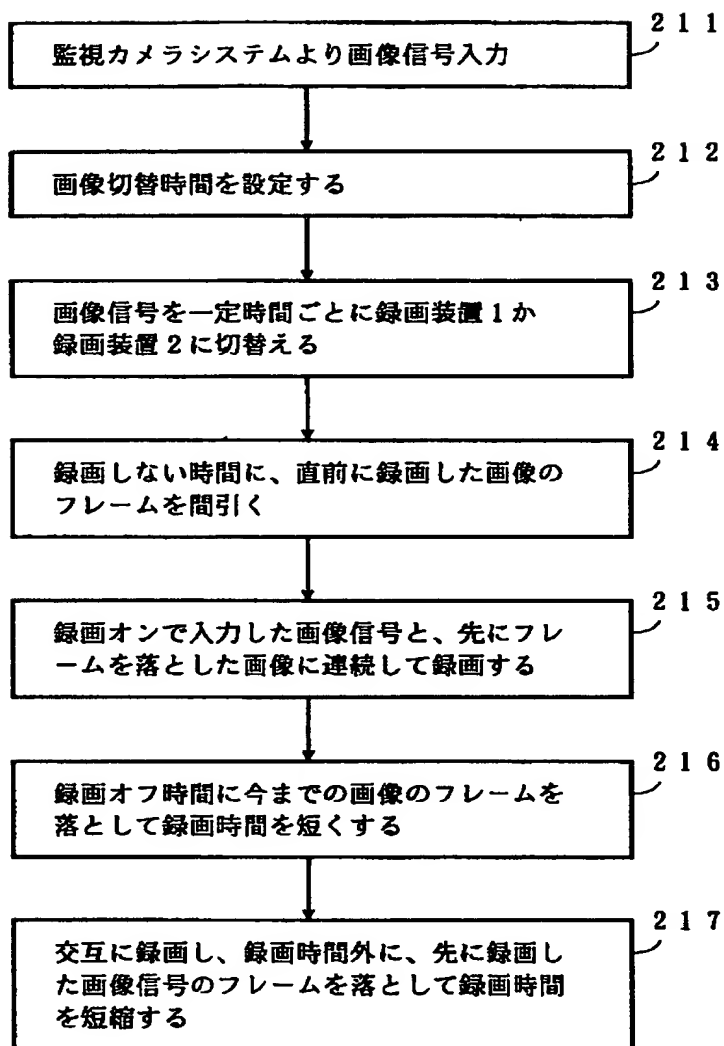 211
監視カメラシステムより画像信号入力
212
画像切替時間を設定する
213
画像信号を一定時間ごとに録画装置1か
録画装置2に切替える
214
録画しない時間に、直前に録画した画像の
フレームを間引く
215
録画オンで入力した画像信号と、先にフレ
ームを落とした画像に連続して録画する
216
録画オフ時間に今までの画像のフレームを
落として録画時間を短くする
217
交互に録画し、録画時間外に、先に録画し
た画像信号のフレームを落として録画時間
を短縮する